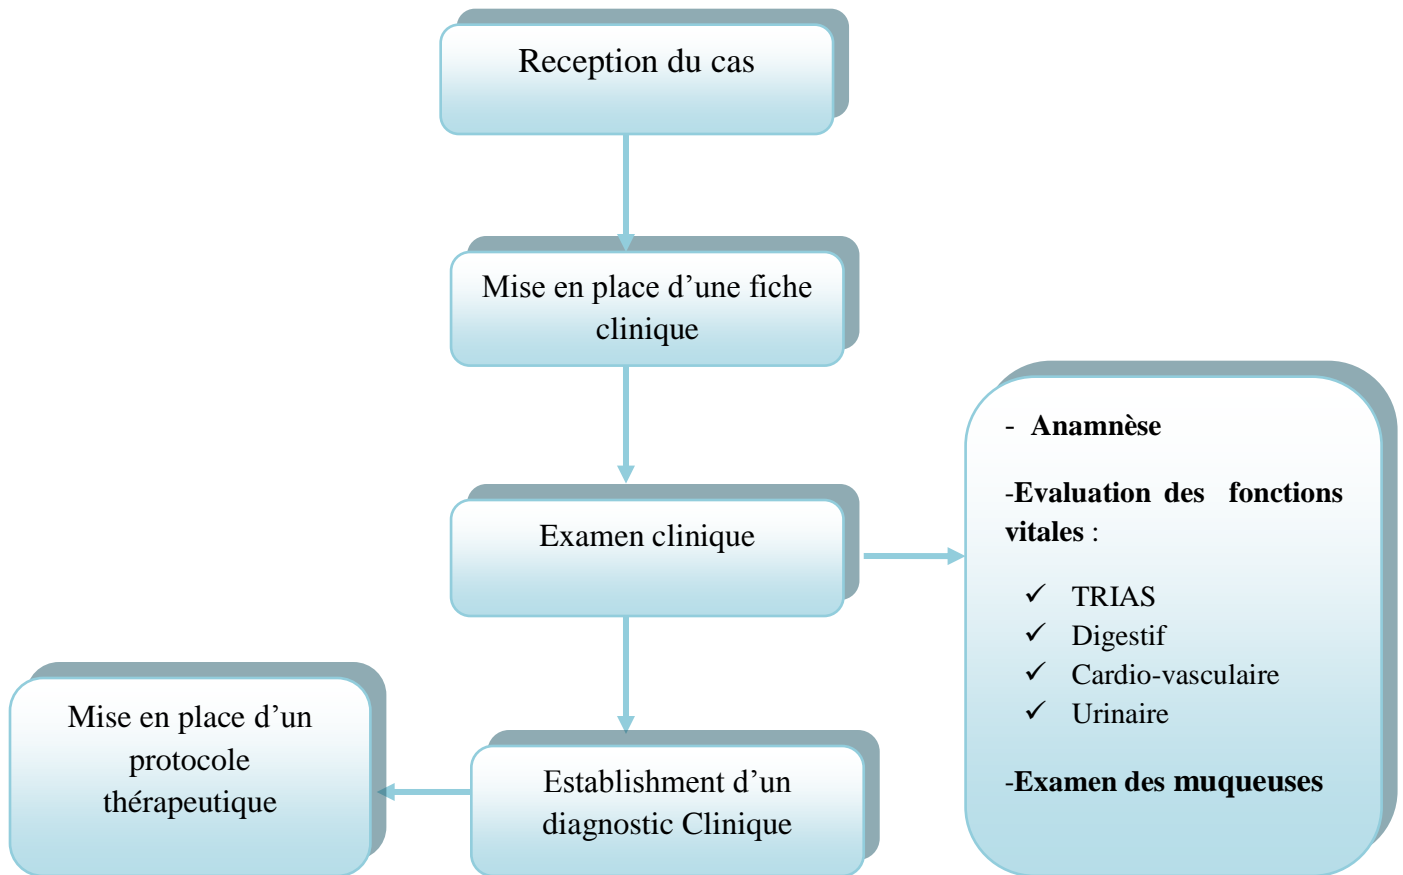 Reception du cas
Mise en place d’une fiche
clinique
Examen clinique
- Anamnèse
-Evaluation des fonctions
vitales :
✓ TRIAS
✓ Digestif
✓ Cardio-vasculaire
✓ Urinaire
-Examen des muqueuses
Establishment d’un
diagnostic Clinique
Mise en place d’un
protocole
thérapeutique